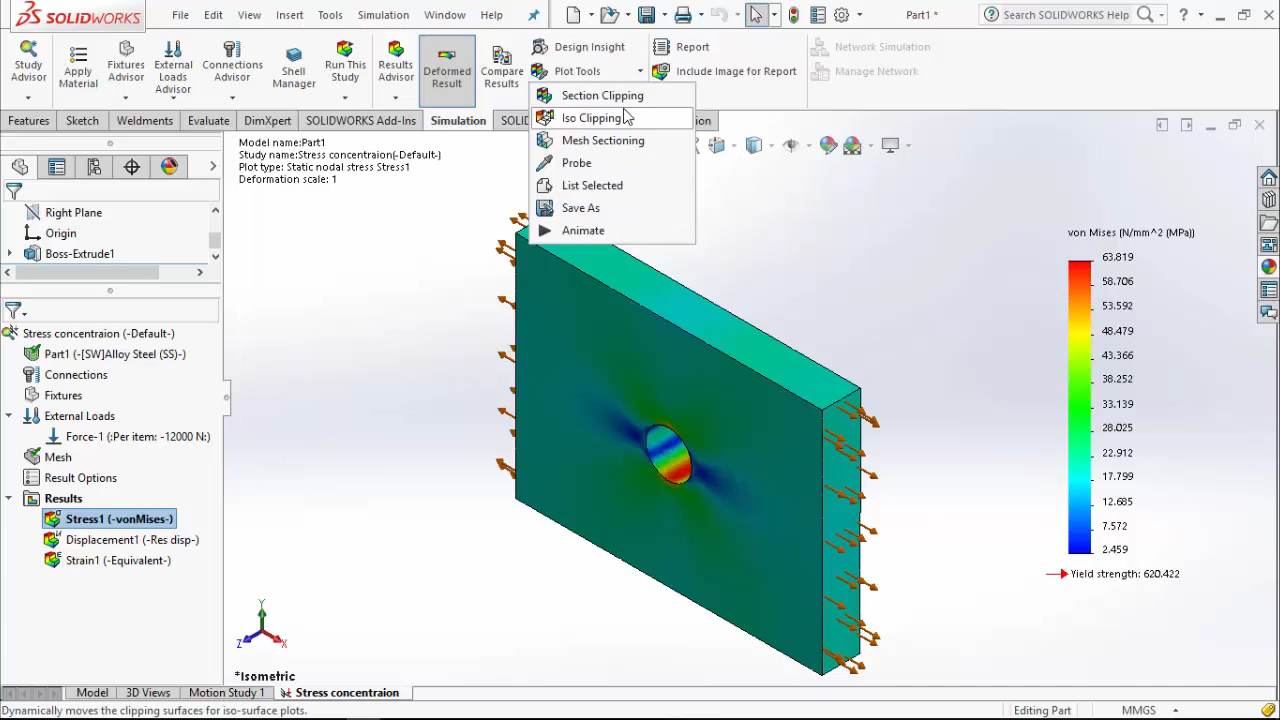 SOLIDWORKS File Edit View Insert Tools Simulation Window Help Part1 * Search SOLIDWORKS Help
Study Advisor
Apply Material
Fixtures Advisor
External Loads Advisor
Connections Advisor
Shell Manager
Run This Study
Results Advisor
Deformed Result
Compare Results
Design Insight
Plot Tools
Report
Include Image for Report
Network Simulation
Manage Network
Section Clipping
Iso Clipping
Mesh Sectioning
Probe
List Selected
Save As
Animate
Features Sketch Weldments Evaluate DimXpert SOLIDWORKS Add-Ins Simulation SOLID
Model name:Part1
Study name:Stress concentraion(-Default-)
Plot type: Static nodal stress Stress1
Deformation scale: 1
Right Plane
Origin
Boss-Extrude1
Stress concentraion (-Default-)
Part1 (-[SW]Alloy Steel (SS)-)
Connections
Fixtures
External Loads
Force-1 (:Per item: -12000 N:)
Mesh
Result Options
Results
Stress1 (-vonMises-)
Displacement1 (-Res disp-)
Strain1 (-Equivalent-)
von Mises (N/mm^2 (MPa))
63.819
58.706
53.592
48.479
43.366
38.252
33.139
28.025
22.912
17.799
12.685
7.572
2.459
Yield strength: 620.422
Y
Z
X
*Isometric
Model 3D Views Motion Study 1 Stress concentraion
Dynamically moves the clipping surfaces for iso-surface plots. Editing Part MMGS